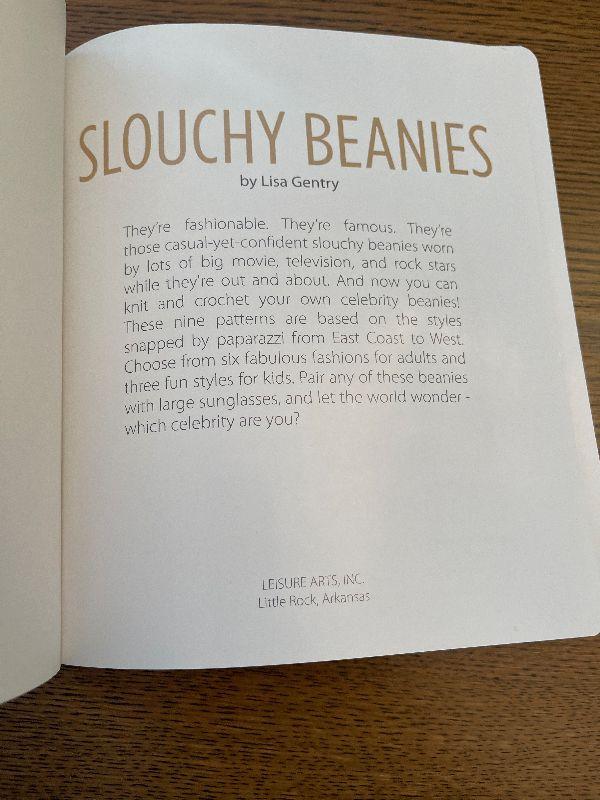 SLOUCHY BEANIES
by Lisa Gentry
They're fashionable. They're famous. They're
those casual-yet-confident slouchy beanies worn
by lots of big movie, television, and rock stars
while they're out and about. And now you can
knit and crochet your own celebrity beanies!
These nine patterns are based on the styles
snapped by paparazzi from East Coast to West.
Choose from six fabulous fashions for adults and
three fun styles for kids. Pair any of these beanies
with large sunglasses, and let the world wonder -
which celebrity are you?
LEISURE ARTS, INC.
Little Rock, Arkansas